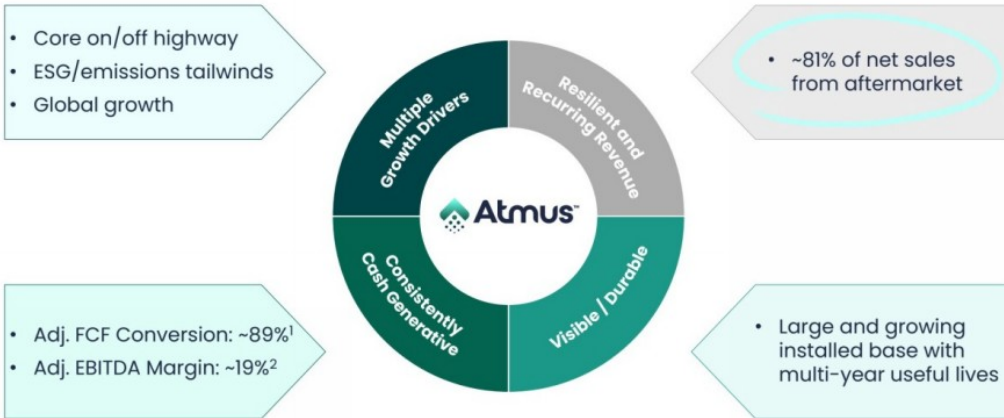 • Core on/off highway
• ESG/emissions tailwinds
• Global growth
Multiple
Growth Drivers
Resilient and
Recurring Revenue
• ~81% of net sales
from aftermarket
Atmus™
• Adj. FCF Conversion: ~89%¹
• Adj. EBITDA Margin: ~19%²
Consistently
Cash Generative
Visible / Durable
• Large and growing
installed base with
multi-year useful lives